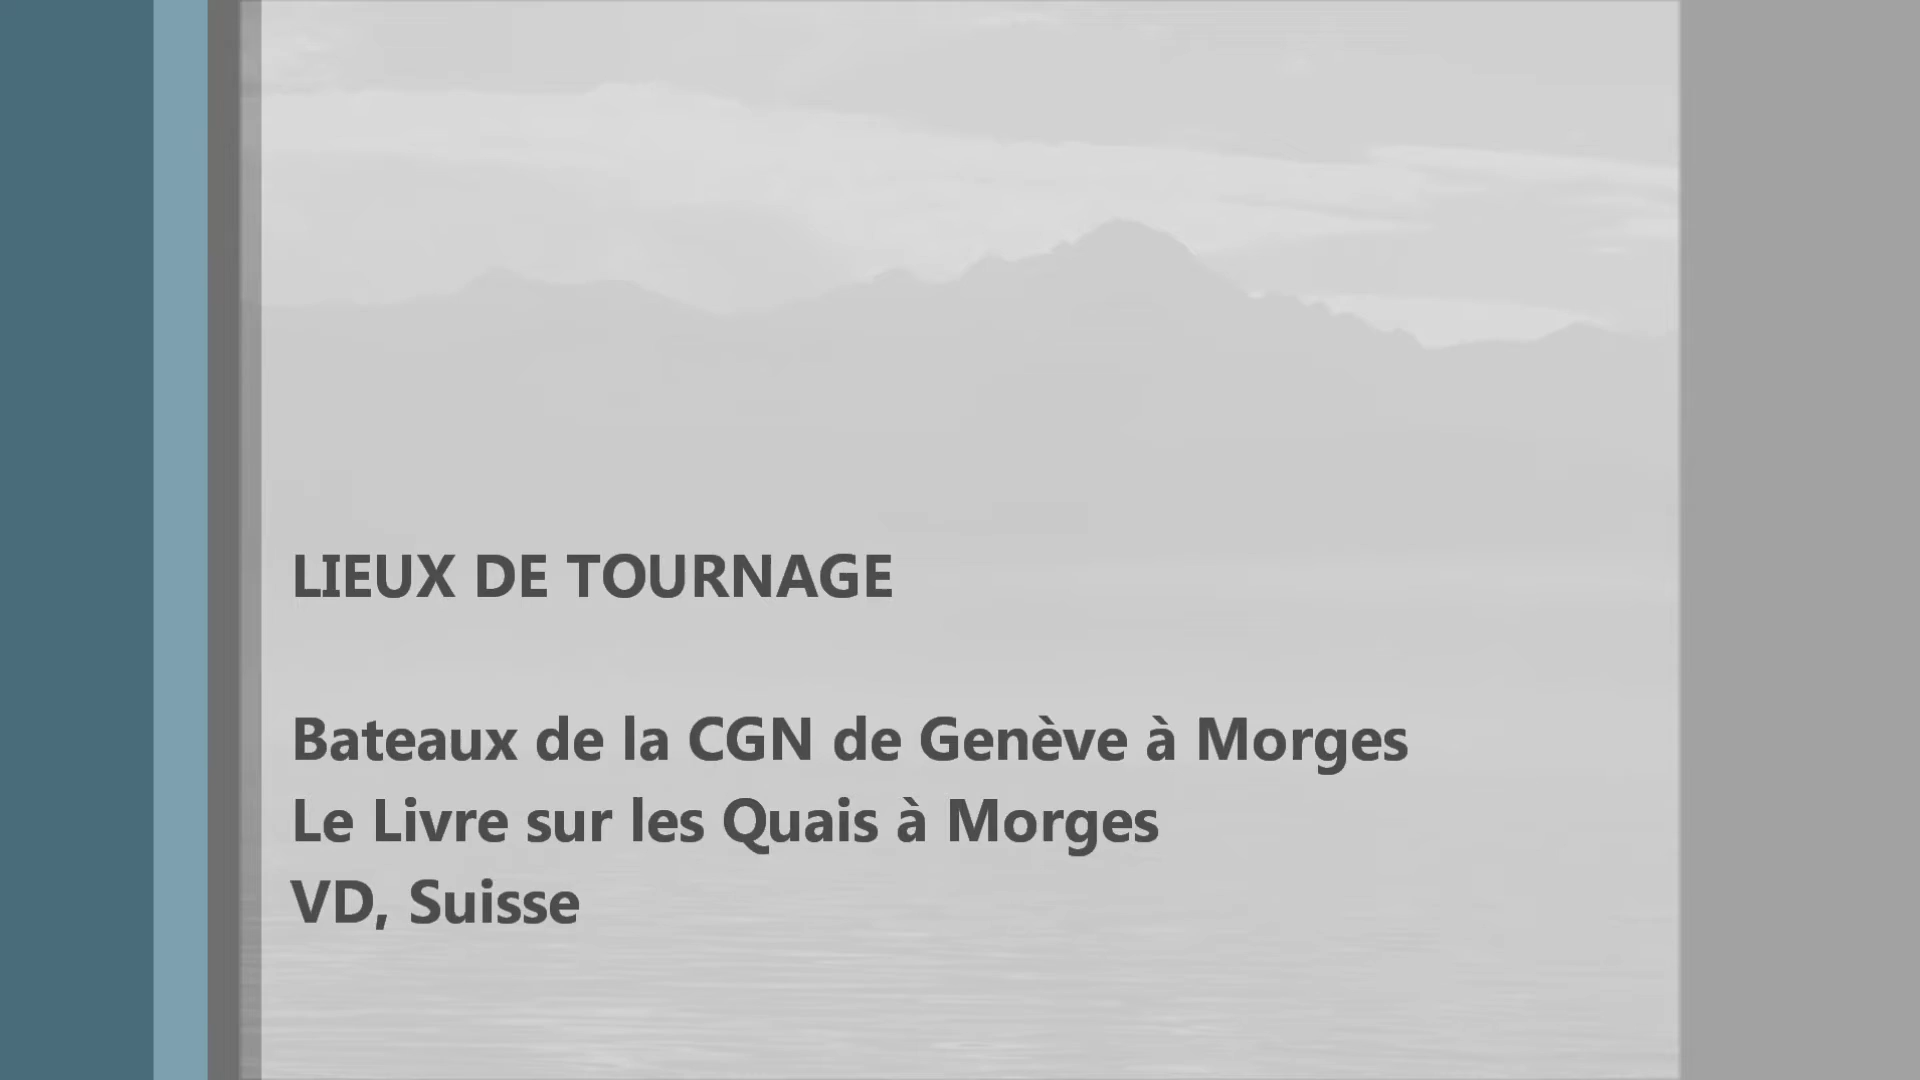 LIEUX DE TOURNAGE
Bateaux de la CGN de Genève à Morges
Le Livre sur les Quais à Morges
VD, Suisse